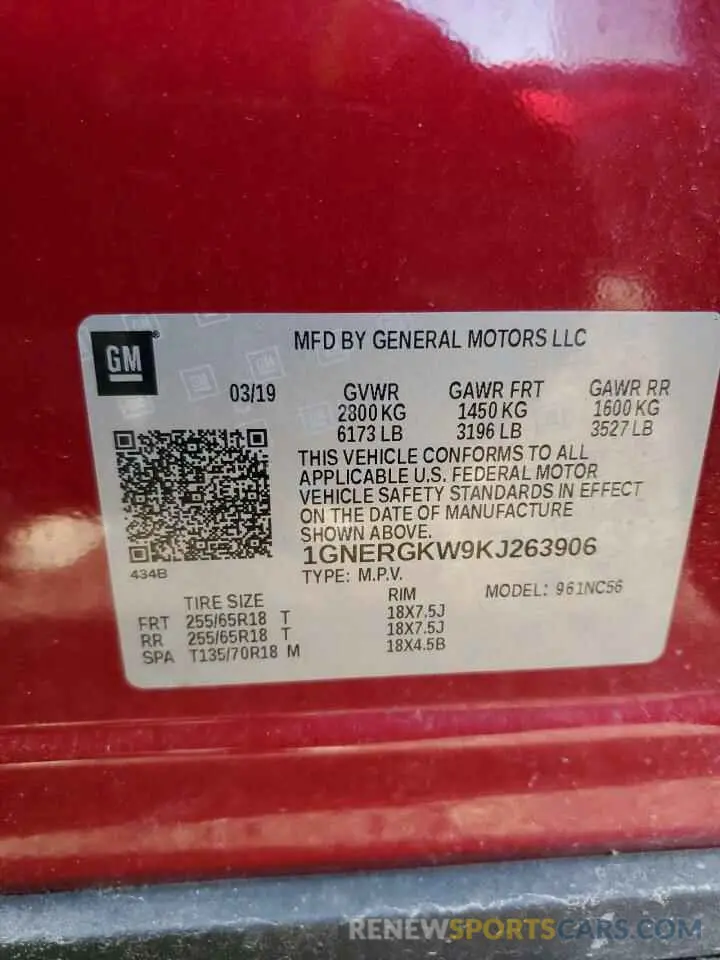 GM
MFD BY GENERAL MOTORS LLC
03/19
GVWR GAWR FRT GAWR RR
2800 KG 1450 KG 1600 KG
6173 LB 3196 LB 3527 LB
THIS VEHICLE CONFORMS TO ALL
APPLICABLE U.S. FEDERAL MOTOR
VEHICLE SAFETY STANDARDS IN EFFECT
ON THE DATE OF MANUFACTURE
SHOWN ABOVE.
1GNERGKW9KJ263906
434B
TYPE: M.P.V. MODEL: 961NC56
TIRE SIZE RIM
FRT 255/65R18 T 18X7.5J
RR 255/65R18 T 18X7.5J
SPA T135/70R18 M 18X4.5B
RENEWSPORTSCARS.COM